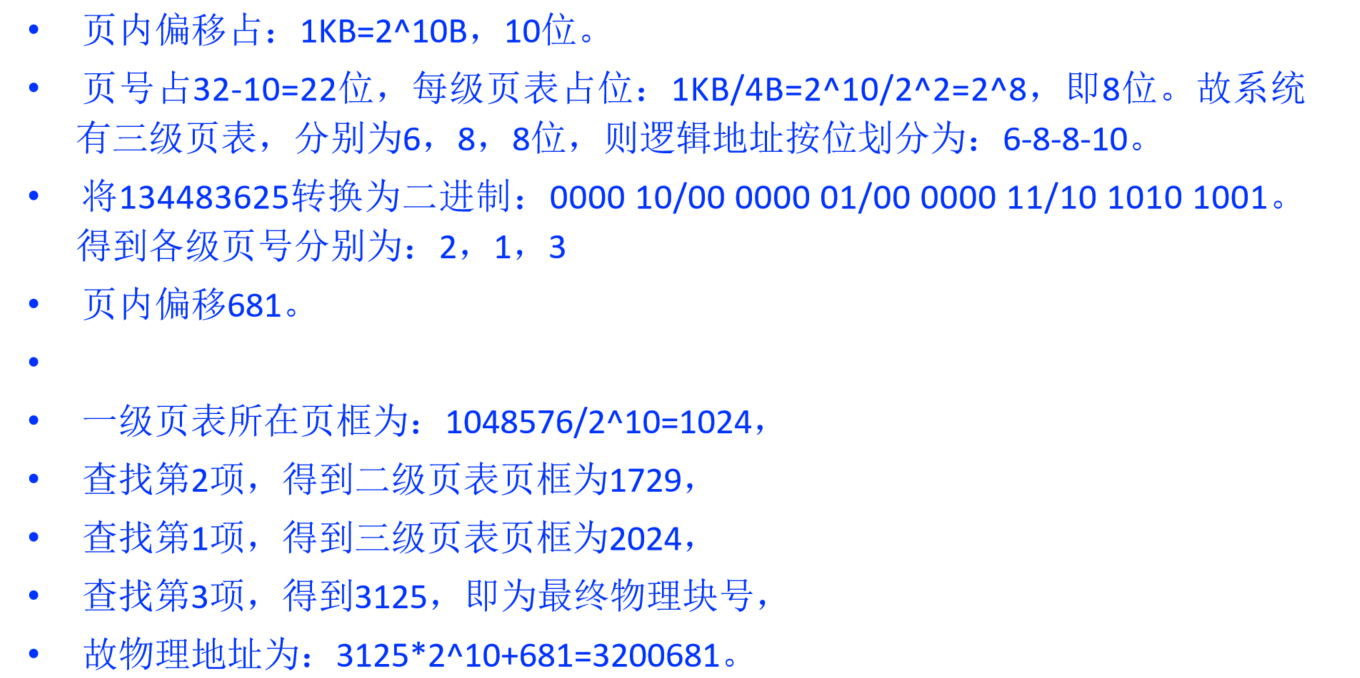 • 页内偏移占：1KB=2^10B，10位。
• 页号占32-10=22位，每级页表占位：1KB/4B=2^10/2^2=2^8，即8位。故系统
有三级页表，分别为6，8，8位，则逻辑地址按位划分为：6-8-8-10。
• 将134483625转换为二进制：0000 10/00 0000 01/00 0000 11/10 1010 1001。
得到各级页号分别为：2，1，3
• 页内偏移681。
•
• 一级页表所在页框为：1048576/2^10=1024，
• 查找第2项，得到二级页表页框为1729，
• 查找第1项，得到三级页表页框为2024，
• 查找第3项，得到3125，即为最终物理块号，
• 故物理地址为：3125*2^10+681=3200681。